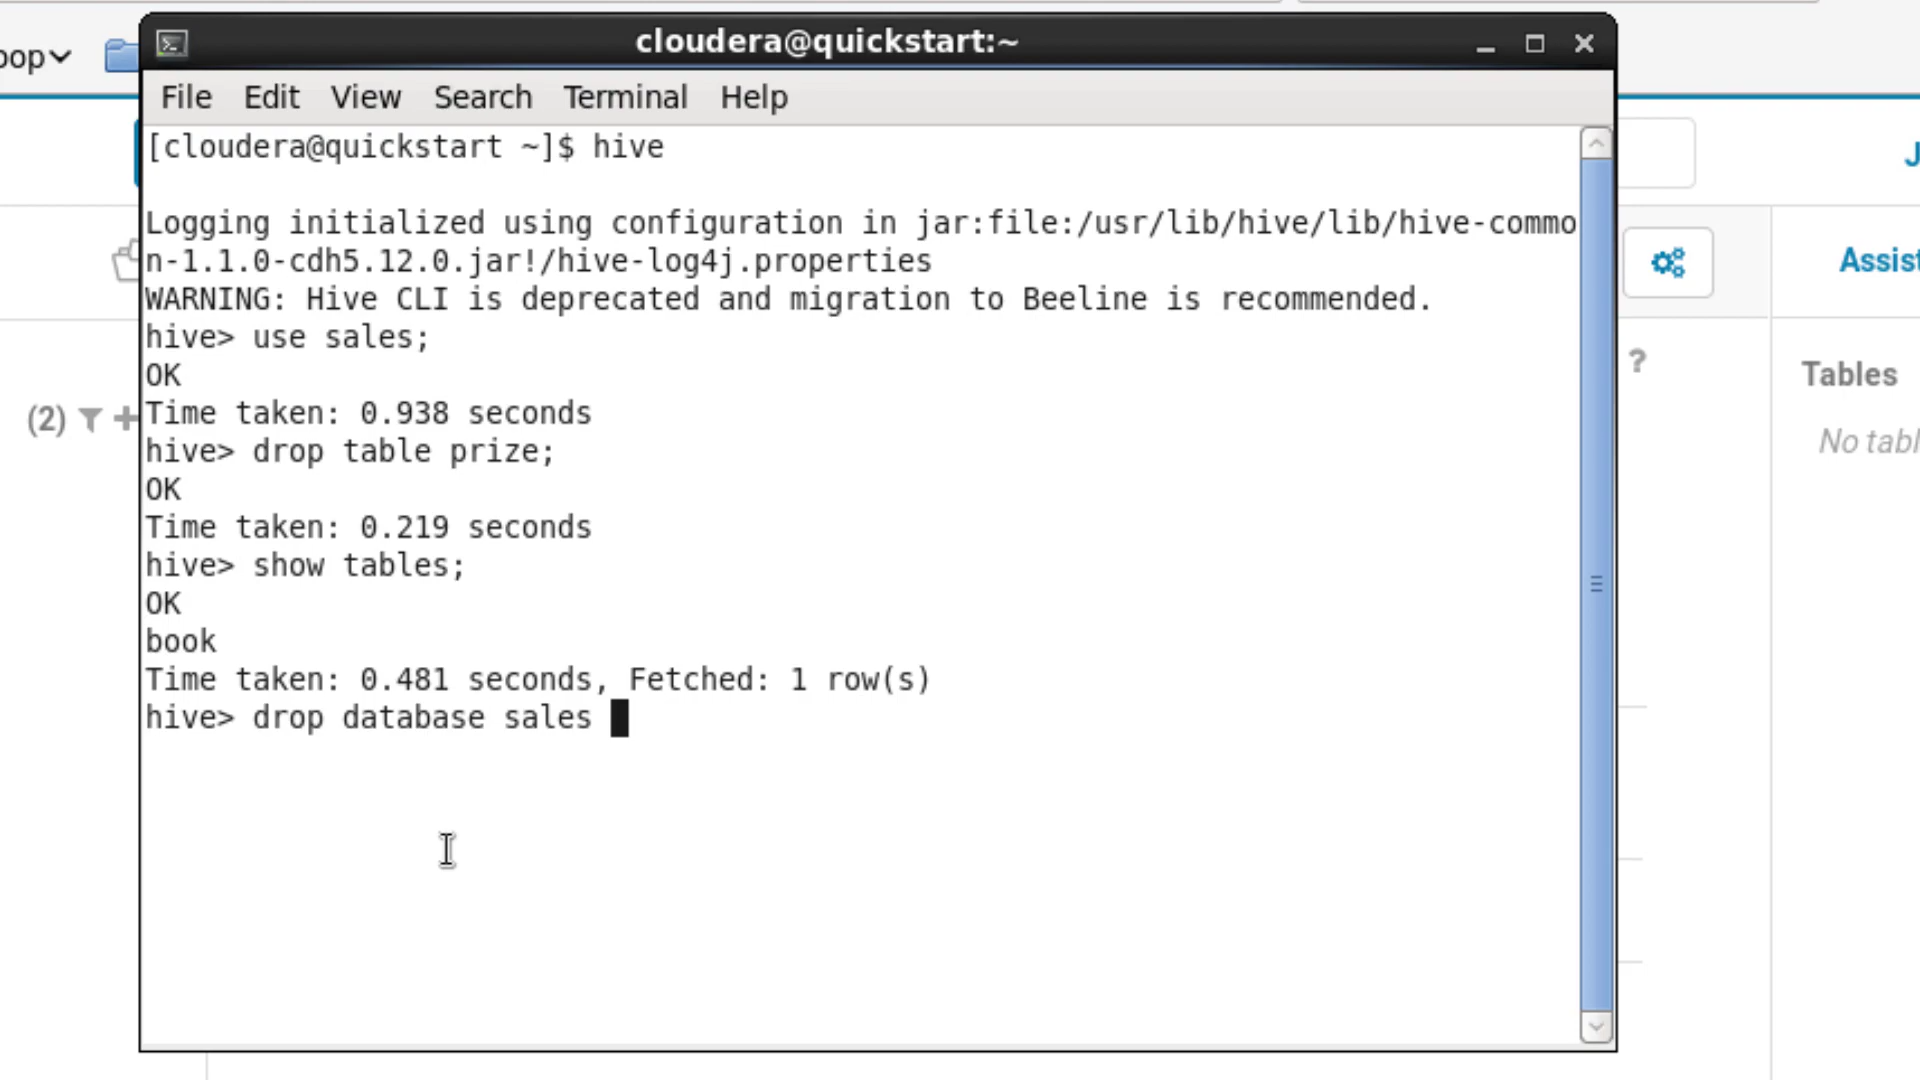 cloudera@quickstart:~
File Edit View Search Terminal Help
[cloudera@quickstart ~]$ hive
Logging initialized using configuration in jar:file:/usr/lib/hive/lib/hive-commo
n-1.1.0-cdh5.12.0.jar!/hive-log4j.properties
WARNING: Hive CLI is deprecated and migration to Beeline is recommended.
hive> use sales;
OK
Time taken: 0.938 seconds
hive> drop table prize;
OK
Time taken: 0.219 seconds
hive> show tables;
OK
book
Time taken: 0.481 seconds, Fetched: 1 row(s)
hive> drop database sales
(2)
?
Tables